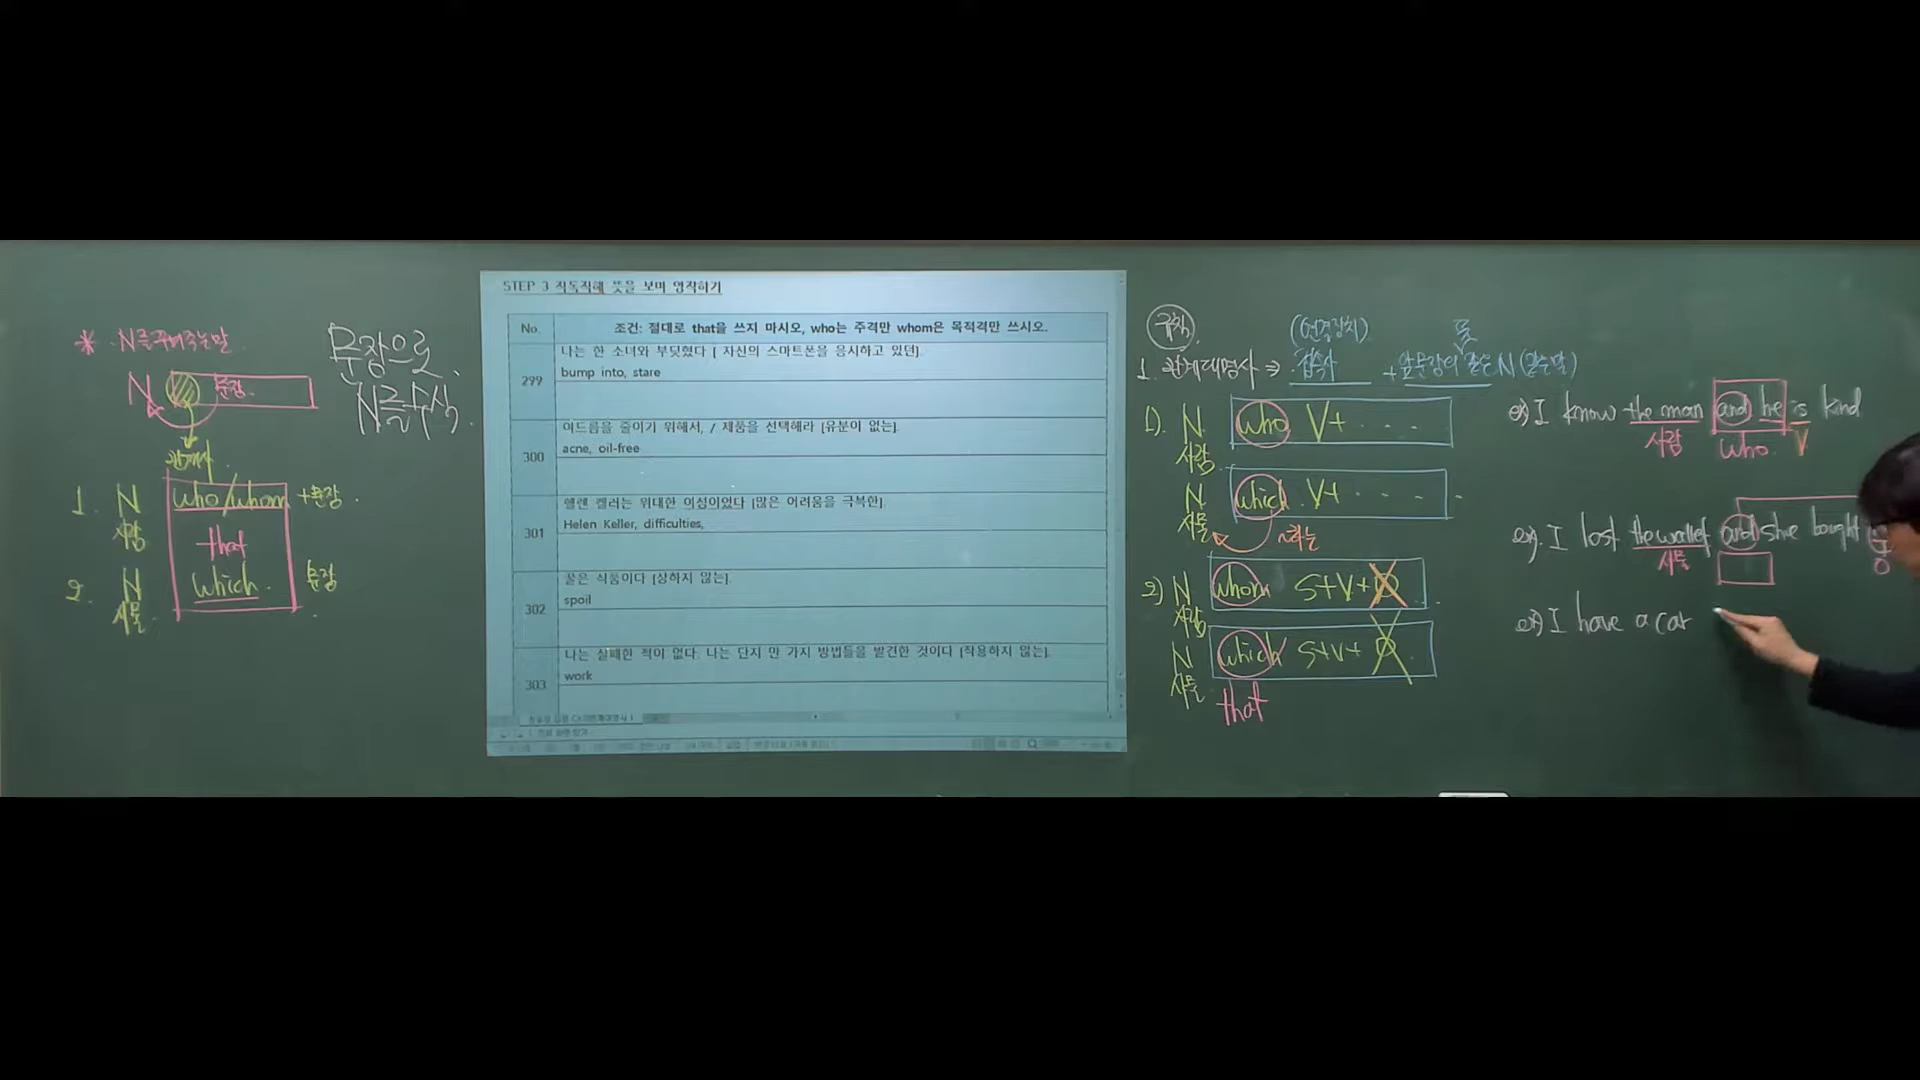 * N를 꾸며주는 말
N 문장
문장으로
N를 수식.
관계사
1. N who/whom + 문장.
사람 that
2. N which. 문장
사물.
STEP 3 직독직해 뜻을 보며 영작하기
No. 조건: 절대로 that을 쓰지 마시오, who는 주격만 whom은 목적격만 쓰시오.
299 나는 한 소녀와 부딪혔다 [ 자신의 스마트폰을 응시하고 있던].
bump into, stare
300 여드름을 줄이기 위해서, / 제품을 선택해라 [유분이 없는].
acne, oil-free
301 헬렌 켈러는 위대한 이성이었다 [많은 어려움을 극복한].
Helen Keller, difficulties,
302 꿀은 식품이다 [상하지 않는].
spoil
303 나는 실패한 적이 없다. 나는 단지 만 가지 방법들을 발견한 것이다 [작용하지 않는].
work
규칙
(연결장치)
1. 관계대명사 ⇒ 접속사 + 앞문장의 같은 N
1). N who V+ ....
사람
N which V+ ....
사물 ~라는
2) N whom S+V+O
사람
N which S+V+O
사물 that
ex) I know the man and he is kind
사람 who V
ex). I lost the wallet and she bought
사물 O
ex) I have a car